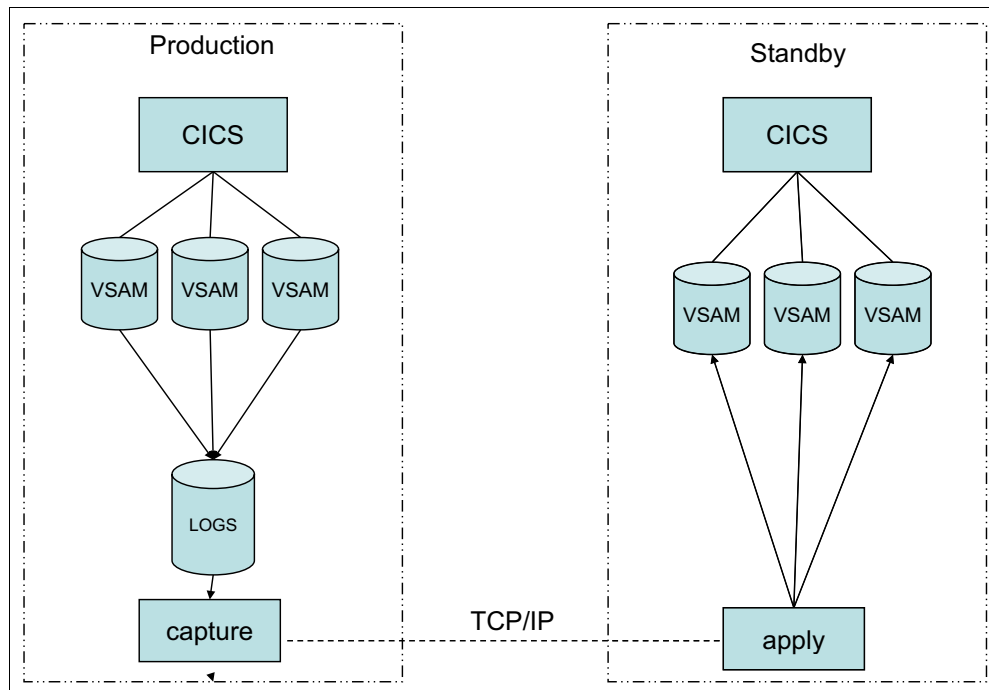 Production
Standby
CICS
CICS
VSAM
VSAM
VSAM
VSAM
VSAM
VSAM
LOGS
capture
TCP/IP
apply